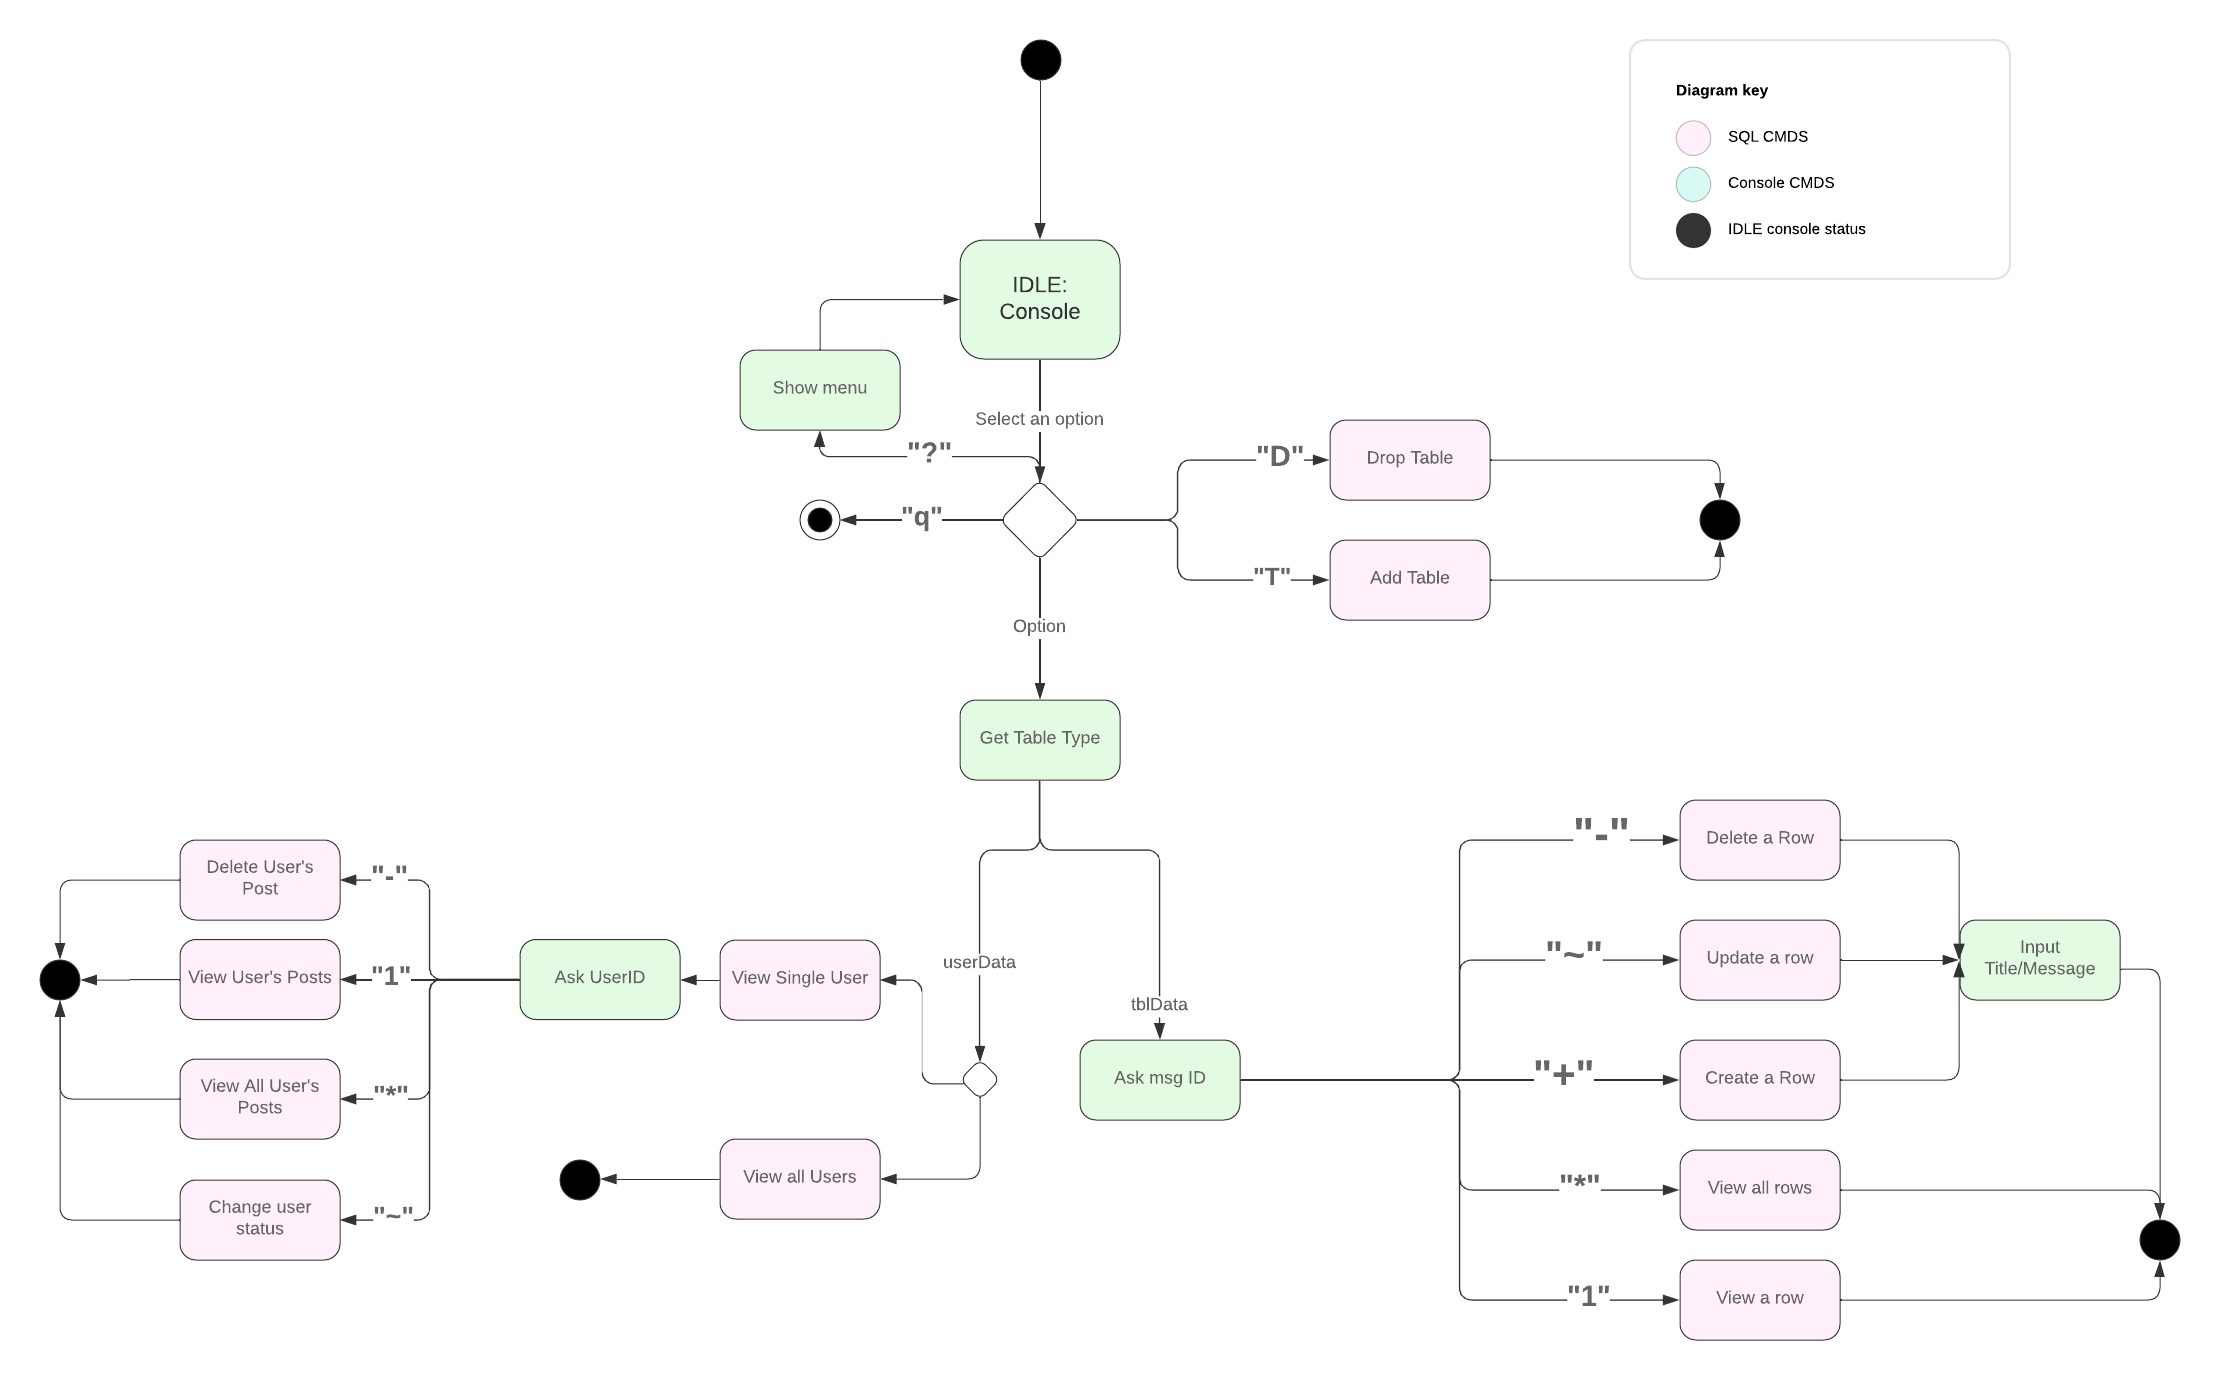 Diagram key
SQL CMDS
Console CMDS
IDLE console status
IDLE:
Console
Show menu
Select an option
"?"
"D"
Drop Table
"q"
"T"
Add Table
Option
Get Table Type
userData
tblData
Delete User's
Post
"-"
View User's Posts
"1"
Ask UserID
View Single User
View All User's
Posts
"*"
Change user
status
"~"
View all Users
Ask msg ID
"-"
Delete a Row
"~"
Update a row
Input
Title/Message
"+"
Create a Row
"*"
View all rows
"1"
View a row